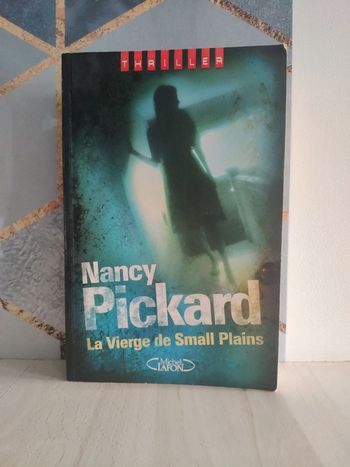 THRILLER
Nancy
Pickard
La Vierge de Small Plains
Michel
LAFON